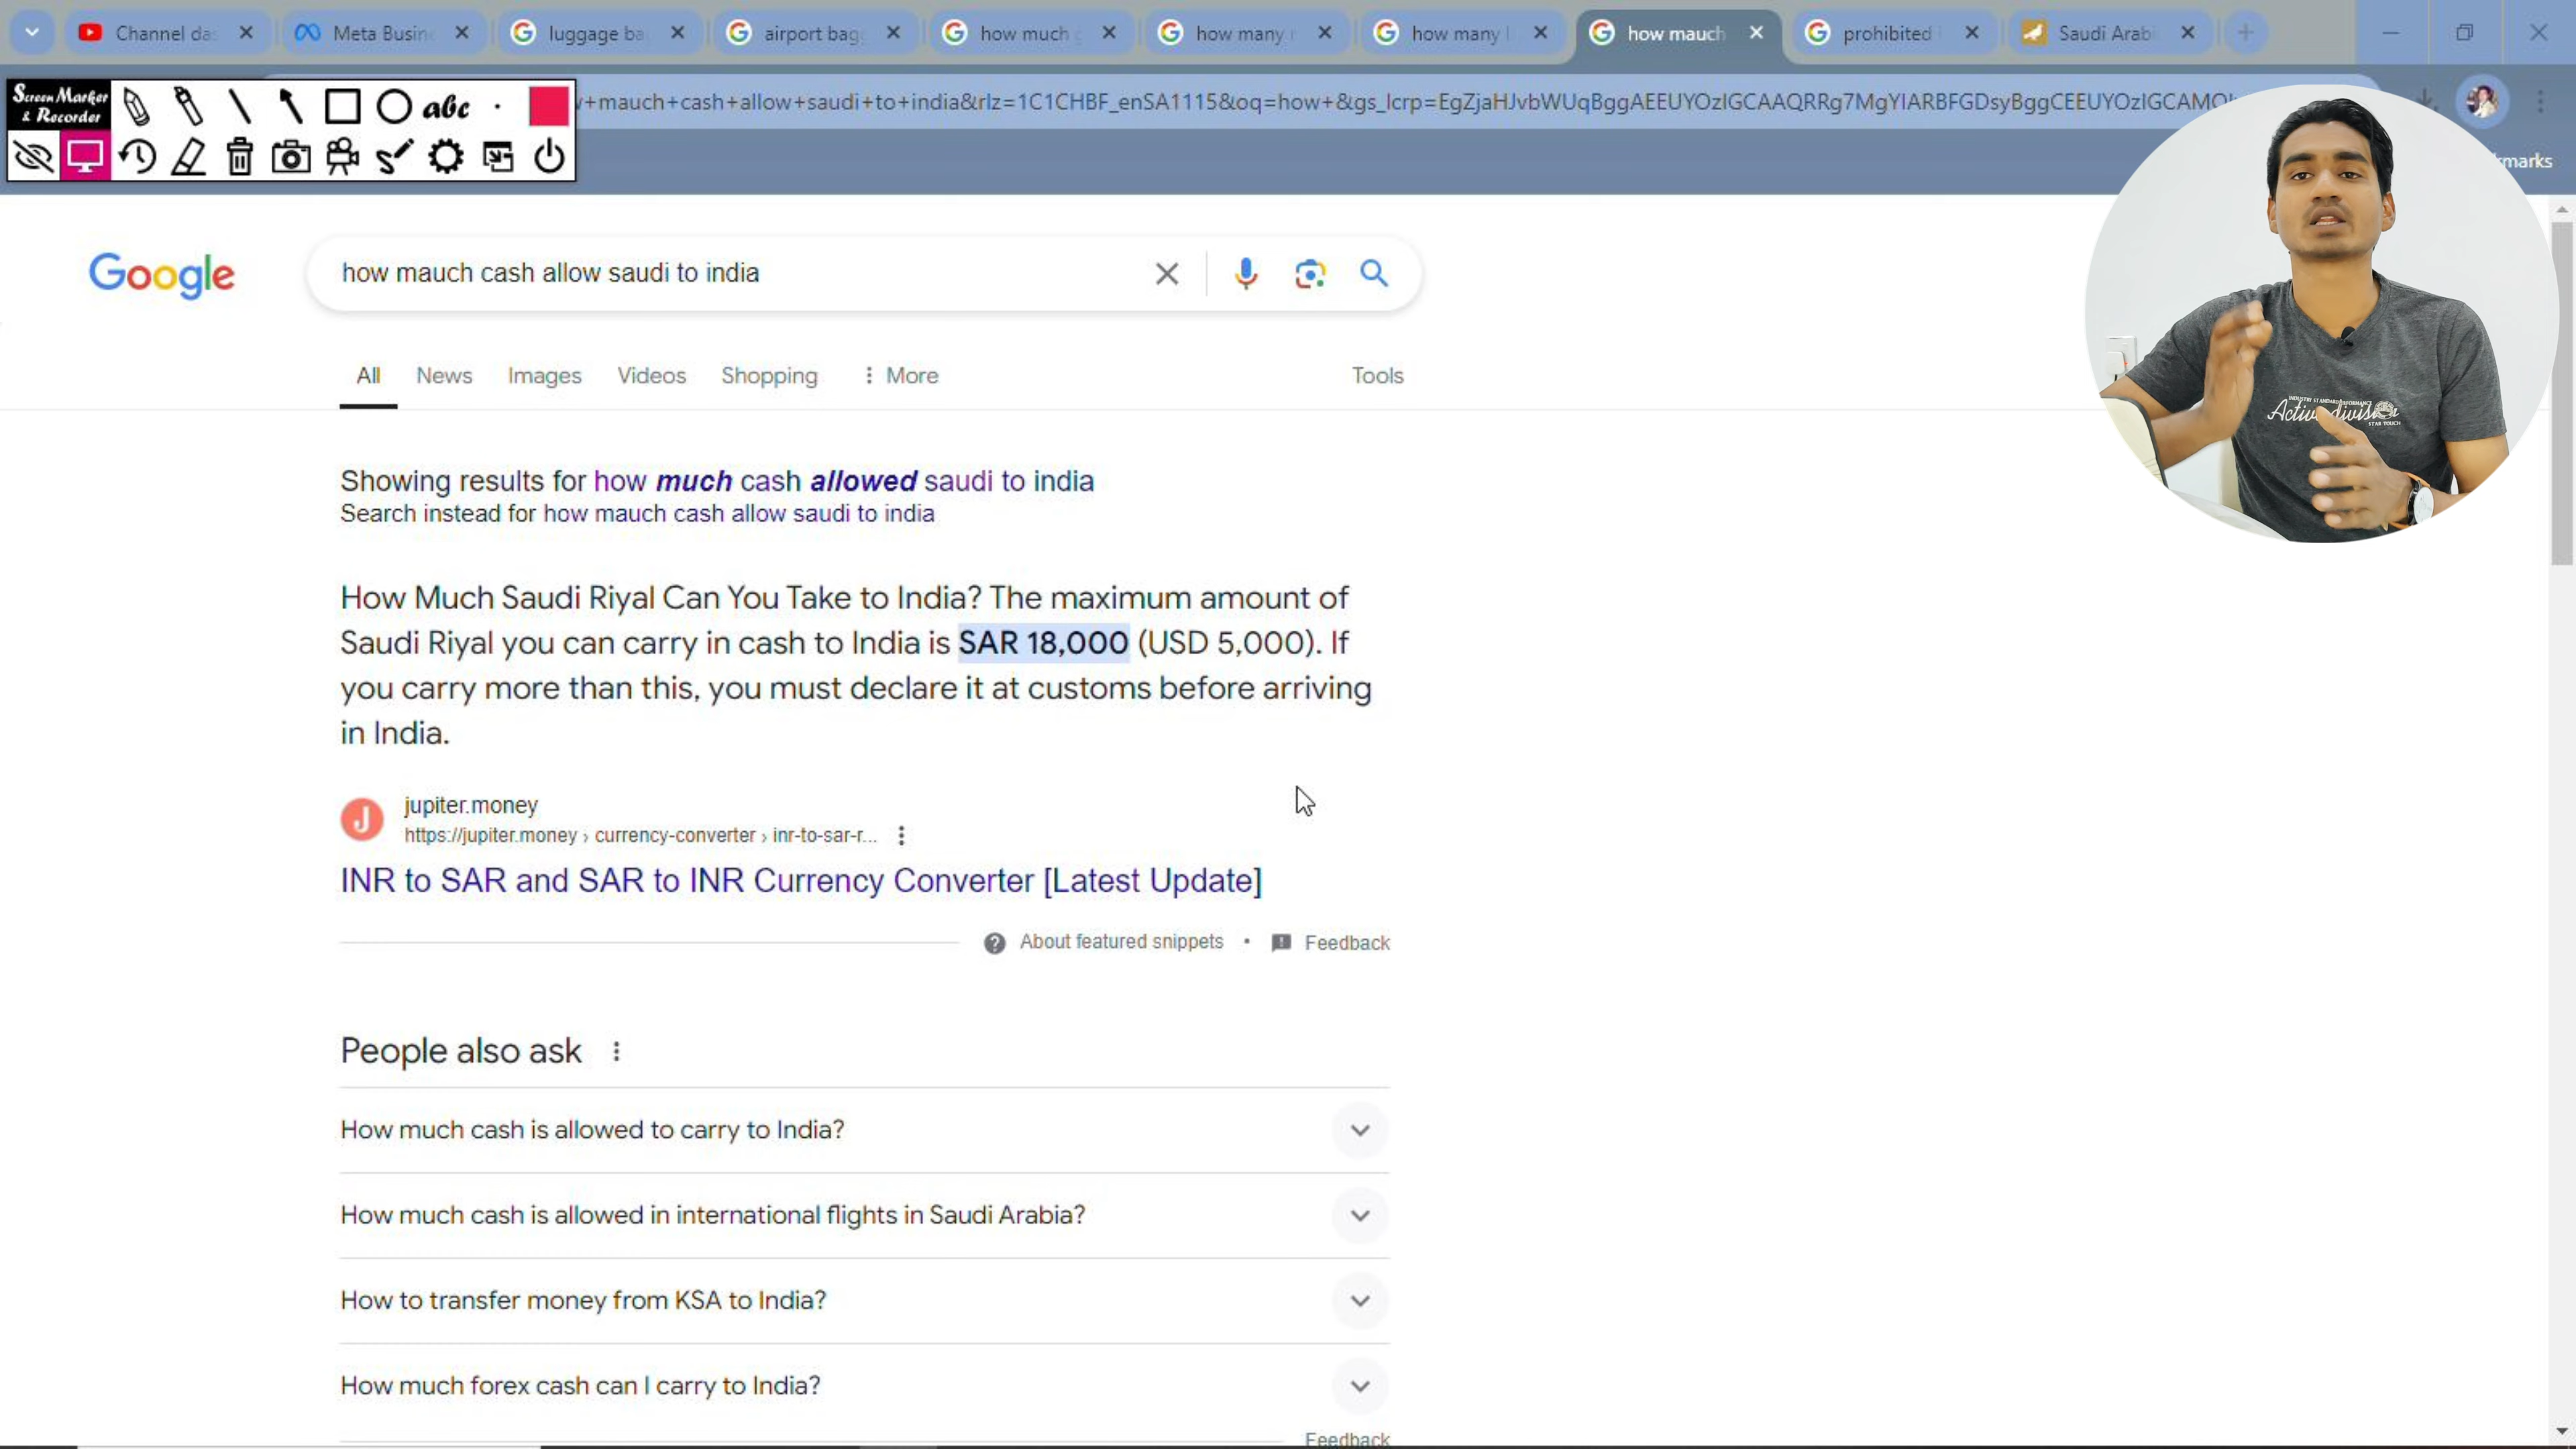 Channel da
Meta Busin
luggage ba
airport bag
how much
how many
how many
how mauch
prohibited
Saudi Arab
Screen Marker
& Recorder
abc
+mauch+cash+allow+saudi+to+india&rlz=1C1CHBF_enSA1115&oq=how+&gs_lcrp=
kmarks
Google
how mauch cash allow saudi to india
All
News
Images
Videos
Shopping
More
Tools
Showing results for how much cash allowed saudi to india
Search instead for how mauch cash allow saudi to india
How Much Saudi Riyal Can You Take to India? The maximum amount of
Saudi Riyal you can carry in cash to India is SAR 18,000 (USD 5,000). If
you carry more than this, you must declare it at customs before arriving
in India.
J
jupiter.money
https://jupiter.money › currency-converter › inr-to-sar-r...
INR to SAR and SAR to INR Currency Converter [Latest Update]
About featured snippets • Feedback
People also ask
How much cash is allowed to carry to India?
How much cash is allowed in international flights in Saudi Arabia?
How to transfer money from KSA to India?
How much forex cash can I carry to India?
Feedback
Active division
STAR TOUCH